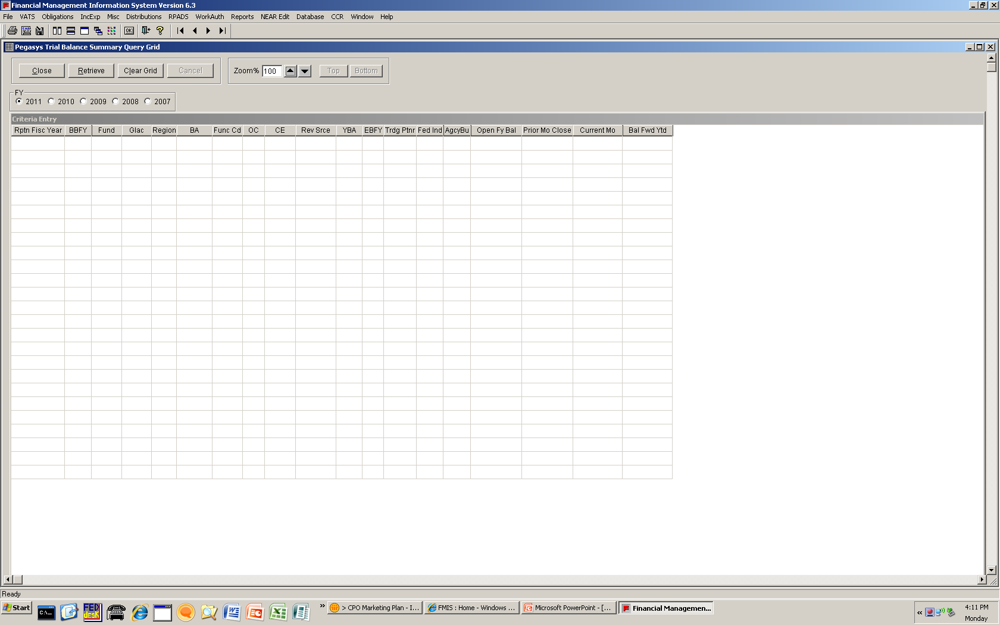 Financial Management Information System Version 6.3
File VATS Obligations IncExp Misc Distributions RPADS WorkAuth Reports NEAR Edit Database CCR Window Help
OK
Pegasys Trial Balance Summary Query Grid
Close Retrieve Clear Grid Cancel Zoom% 100 Top Bottom
FY
2011 2010 2009 2008 2007
Criteria Entry
Rptn Fisc Year BBFY Fund Glac Region BA Func Cd OC CE Rev Srce YBA EBFY Trdg Ptnr Fed Ind AgcyBu Open Fy Bal Prior Mo Close Current Mo Bal Fwd Ytd
Ready
Start C:\_ FED desk » > CPO Marketing Plan - I... FMIS : Home - Windows ... Microsoft PowerPoint - [... Financial Managemen... « 4:11 PM
Monday